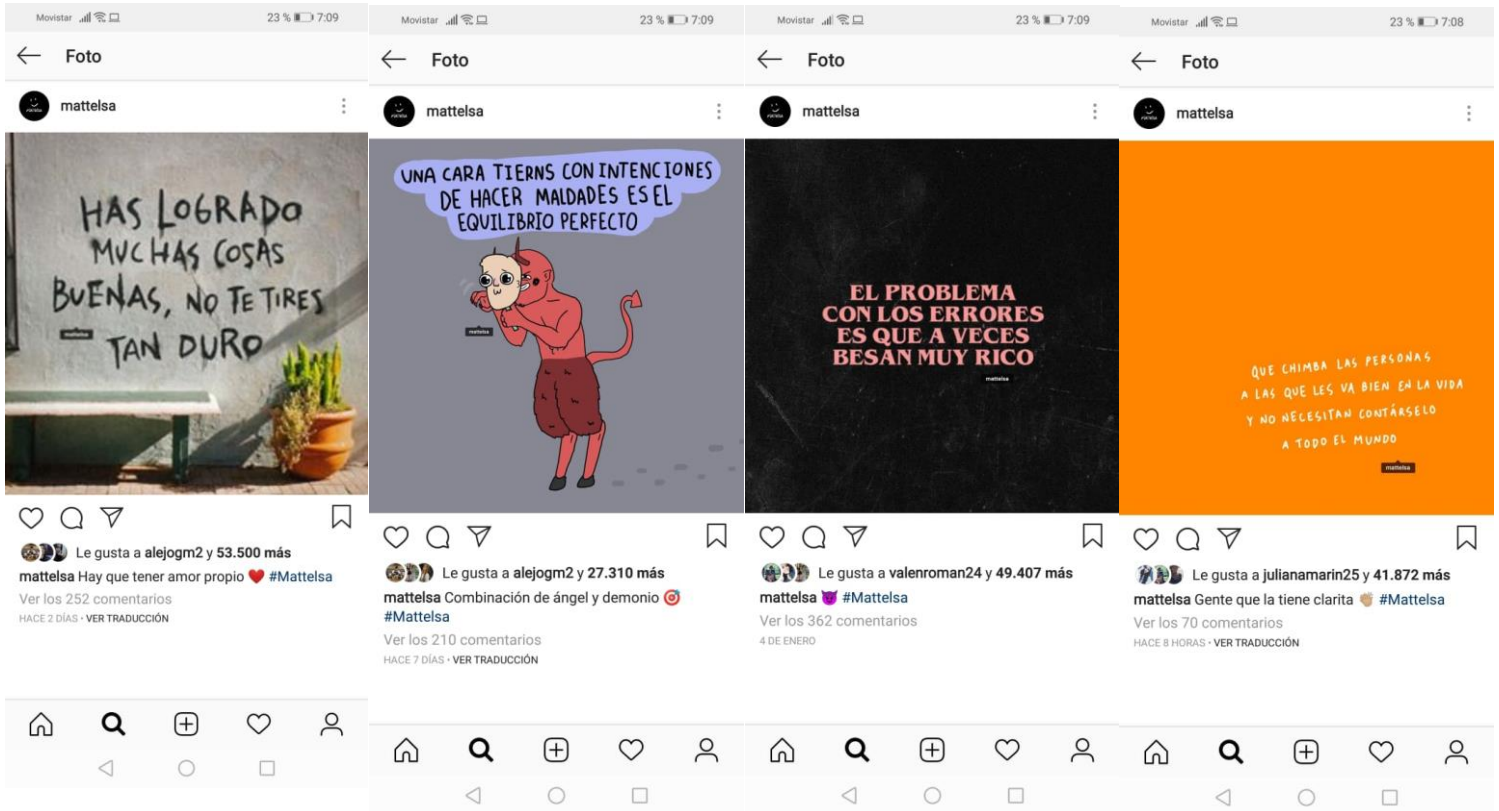 Movistar
23 % 7:09
Foto
mattelsa
HAS LOGRADO
MUCHAS COSAS
BUENAS, NO TE TIRES
mattelsa
TAN DURO
Le gusta a alejogm2 y 53.500 más
mattelsa Hay que tener amor propio ❤️ #Mattelsa
Ver los 252 comentarios
HACE 2 DÍAS · VER TRADUCCIÓN
Movistar
23 % 7:09
Foto
mattelsa
UNA CARA TIERNS CON INTENCIONES
DE HACER MALDADES ES EL
EQUILIBRIO PERFECTO
mattelsa
Le gusta a alejogm2 y 27.310 más
mattelsa Combinación de ángel y demonio 🎯
#Mattelsa
Ver los 210 comentarios
HACE 7 DÍAS · VER TRADUCCIÓN
Movistar
23 % 7:09
Foto
mattelsa
EL PROBLEMA
CON LOS ERRORES
ES QUE A VECES
BESAN MUY RICO
mattelsa
Le gusta a valenroman24 y 49.407 más
mattelsa 😈 #Mattelsa
Ver los 362 comentarios
4 DE ENERO
Movistar
23 % 7:08
Foto
mattelsa
QUE CHIMBA LAS PERSONAS
A LAS QUE LES VA BIEN EN LA VIDA
Y NO NECESITAN CONTÁRSELO
A TODO EL MUNDO
mattelsa
Le gusta a julianamarin25 y 41.872 más
mattelsa Gente que la tiene clarita 👏🏼 #Mattelsa
Ver los 70 comentarios
HACE 8 HORAS · VER TRADUCCIÓN